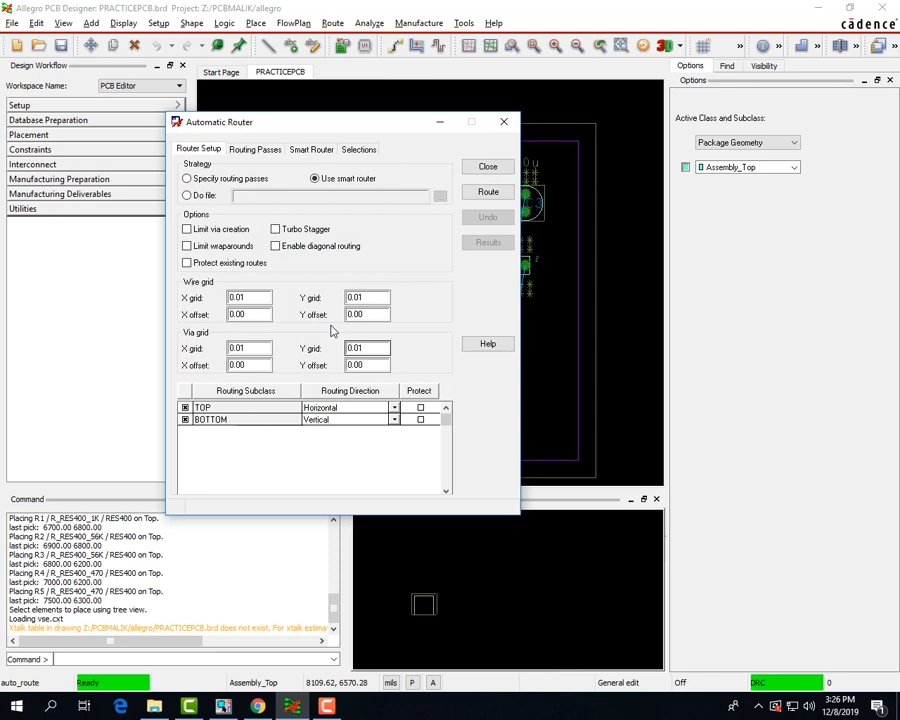 Allegro PCB Designer: PRACTICEPCB.brd Project: Z:/PCBMALIK/allegro/PRACTICEPCB.brd
File Edit View Add Display Setup Shape Logic Place FlowPlan Route Analyze Manufacture Tools Help
cādence
Design Workflow
Start Page PRACTICEPCB
Options Find Visibility
Workspace Name: PCB Editor
Options
Setup
Database Preparation
Placement
Constraints
Interconnect
Manufacturing Preparation
Manufacturing Deliverables
Utilities
Active Class and Subclass:
Package Geometry
Assembly_Top
Automatic Router
Router Setup Routing Passes Smart Router Selections
Strategy
Specify routing passes Use smart router
Do file: ...
Options
Limit via creation Turbo Stagger
Limit wraparounds Enable diagonal routing
Protect existing routes
Wire grid
X grid: 0.01 Y grid: 0.01
X offset: 0.00 Y offset: 0.00
Via grid
X grid: 0.01 Y grid: 0.01
X offset: 0.00 Y offset: 0.00
Routing Subclass Routing Direction Protect
TOP Horizontal
BOTTOM Vertical
Close
Route
Undo
Results
Help
Command
Placing R1 / R_RES400_1K / RES400 on Top.
last pick: 6700.00 6800.00
Placing R2 / R_RES400_56K / RES400 on Top.
last pick: 6900.00 6800.00
Placing R3 / R_RES400_56K / RES400 on Top.
last pick: 6800.00 6200.00
Placing R4 / R_RES400_470 / RES400 on Top.
last pick: 7000.00 6200.00
Placing R5 / R_RES400_470 / RES400 on Top.
last pick: 7500.00 6300.00
Select elements to place using tree view.
Loading vse.cxt
Xtalk table in drawing Z:/PCBMALIK/allegro/PRACTICEPCB.brd does not exist. For xtalk estima
Command >
auto_route Ready Assembly_Top 8109.62, 6570.28 mils P A General edit Off DRC 0
3:26 PM
12/8/2019